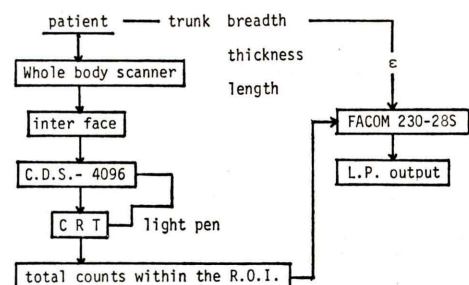 patient trunk breadth
thickness
length
ε
Whole body scanner
inter face
C.D.S.- 4096
C R T light pen
total counts within the R.O.I.
FACOM 230-28S
L.P. output